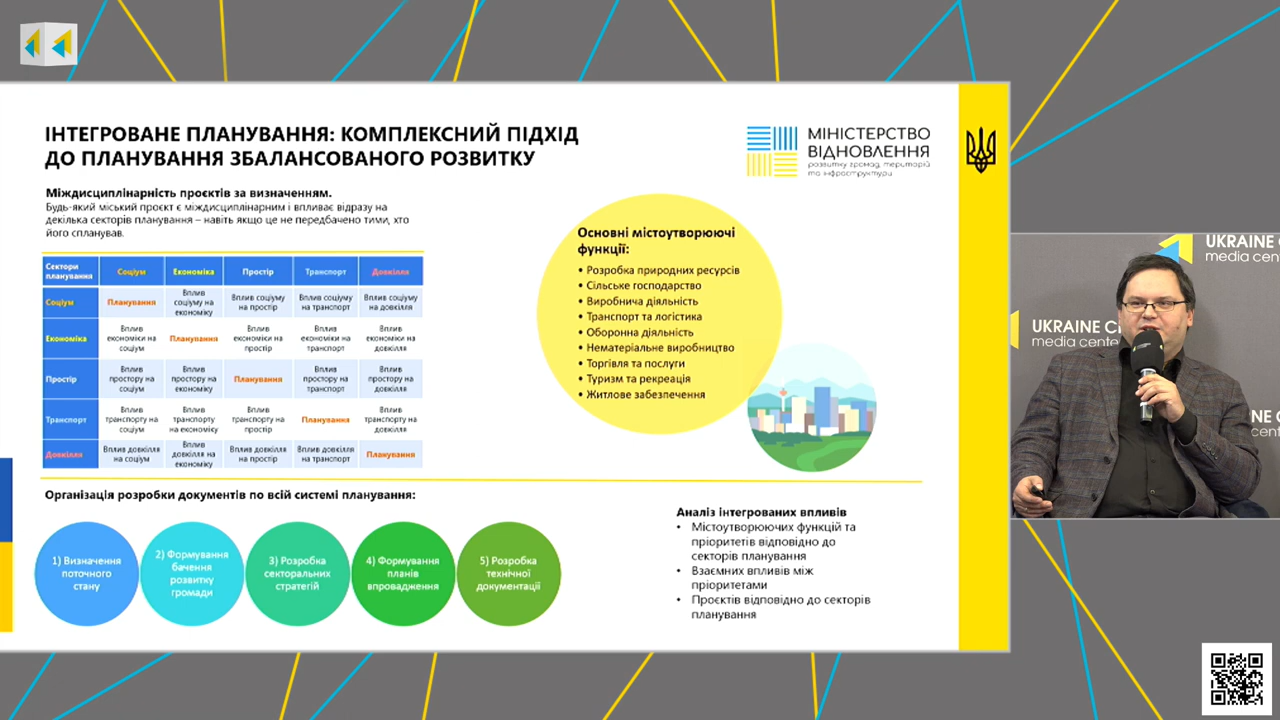 ІНТЕГРОВАНЕ ПЛАНУВАННЯ: КОМПЛЕКСНИЙ ПІДХІД
ДО ПЛАНУВАННЯ ЗБАЛАНСОВАНОГО РОЗВИТКУ
МІНІСТЕРСТВО
ВІДНОВЛЕННЯ
розвитку громад, територій
та інфраструктури
Міждисциплінарність проєктів за визначенням.
Будь-який міський проєкт є міждисциплінарним і впливає відразу на
декілька секторів планування – навіть якщо це не передбачено тими, хто
його спланував.
Сектори планування Соціум Економіка Простір Транспорт Довкілля
Соціум Планування Вплив соціуму на економіку Вплив соціуму на простір Вплив соціуму на транспорт Вплив соціуму на довкілля
Економіка Вплив економіки на соціум Планування Вплив економіки на простір Вплив економіки на транспорт Вплив економіки на довкілля
Простір Вплив простору на соціум Вплив простору на економіку Планування Вплив простору на транспорт Вплив простору на довкілля
Транспорт Вплив транспорту на соціум Вплив транспорту на економіку Вплив транспорту на простір Планування Вплив транспорту на довкілля
Довкілля Вплив довкілля на соціум Вплив довкілля на економіку Вплив довкілля на простір Вплив довкілля на транспорт Планування
Основні містоутворюючі
функції:
• Розробка природних ресурсів
• Сільське господарство
• Виробнича діяльність
• Транспорт та логістика
• Оборонна діяльність
• Нематеріальне виробництво
• Торгівля та послуги
• Туризм та рекреація
• Житлове забезпечення
Організація розробки документів по всій системі планування:
1) Визначення
поточного
стану
2) Формування
бачення
розвитку
громади
3) Розробка
секторальних
стратегій
4) Формування
планів
впровадження
5) Розробка
технічної
документації
Аналіз інтегрованих впливів
• Містоутворюючих функцій та
пріоритетів відповідно до
секторів планування
• Взаємних впливів між
пріоритетами
• Проєктів відповідно до секторів
планування
UKRAINE C
media cen
UKRAINE C
media cente
NE C
cent